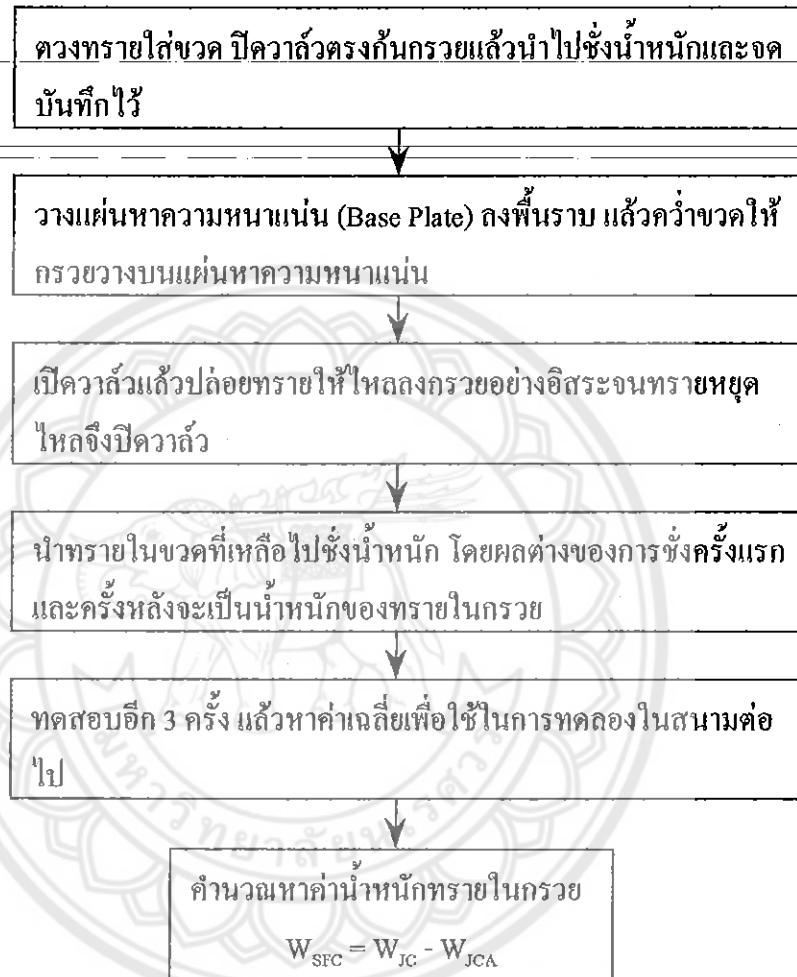 ตวงทรายใส่ขวด ปิดวาล์วตรงก้นกรวยแล้วนำไปชั่งน้ำหนักและจด
บันทึกไว้
วางแผ่นหาความหนาแน่น (Base Plate) ลงพื้นราบ แล้วคว่ำขวดให้
กรวยวางบนแผ่นหาความหนาแน่น
เปิดวาล์วแล้วปล่อยทรายให้ไหลลงกรวยอย่างอิสระจนทรายหยุด
ไหลจึงปิดวาล์ว
นำทรายในขวดที่เหลือไปชั่งน้ำหนัก โดยผลต่างของการชั่งครั้งแรก
และครั้งหลังจะเป็นน้ำหนักของทรายในกรวย
ทดสอบอีก 3 ครั้ง แล้วหาค่าเฉลี่ยเพื่อใช้ในการทดลองในสนามต่อ
ไป
มหาวิทยาลัยนเรศวร
คำนวณหาค่าน้ำหนักทรายในกรวย
W_SFC = W_JC - W_JCA